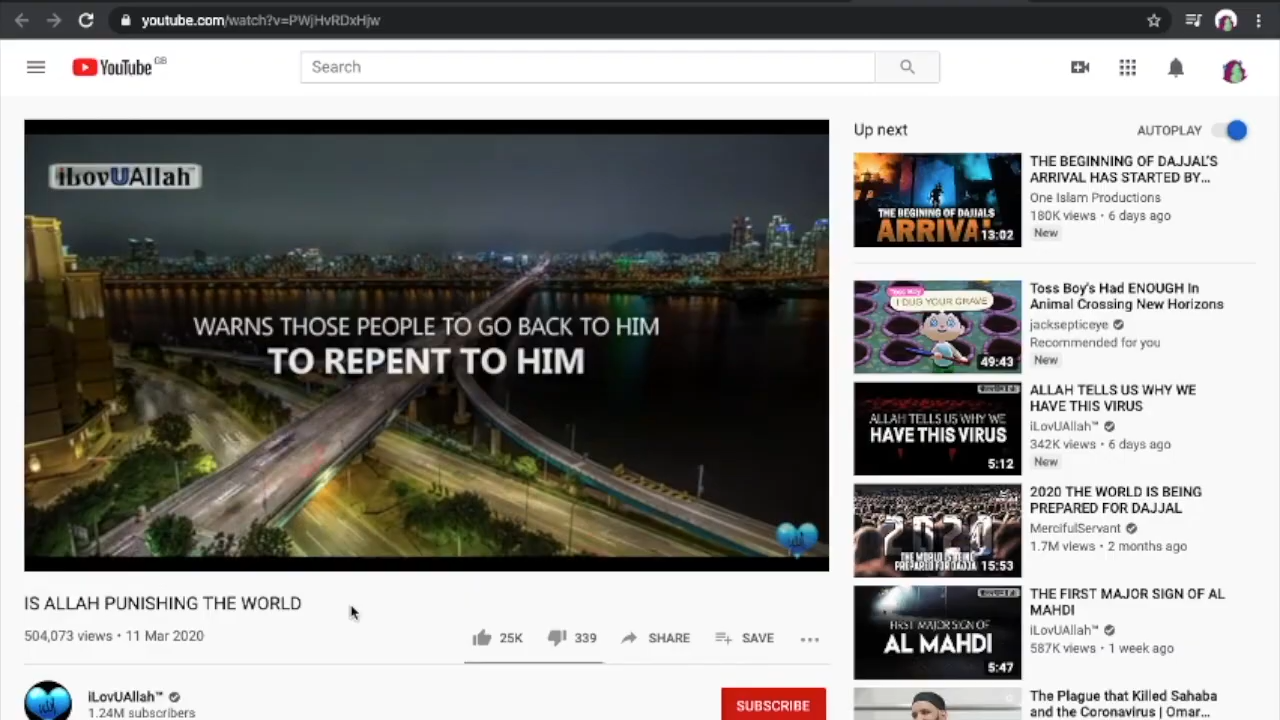 youtube.com/watch?v=PWjHvRDxHjw
YouTube GB
Search
iLovUAllah™
WARNS THOSE PEOPLE TO GO BACK TO HIM
TO REPENT TO HIM
IS ALLAH PUNISHING THE WORLD
504,073 views • 11 Mar 2020
25K
339
SHARE
SAVE
iLovUAllah™
1.24M subscribers
SUBSCRIBE
Up next
AUTOPLAY
THE BEGINING OF DAJJALS
ARRIVA
13:02
THE BEGINNING OF DAJJAL'S
ARRIVAL HAS STARTED BY...
One Islam Productions
180K views • 6 days ago
New
Toss Boy
I DUB YOUR GRAVE
49:43
Toss Boy's Had ENOUGH In
Animal Crossing New Horizons
jacksepticeye
Recommended for you
New
ALLAH TELLS US WHY WE
HAVE THIS VIRUS
5:12
ALLAH TELLS US WHY WE
HAVE THIS VIRUS
iLovUAllah™
342K views • 6 days ago
New
2020
THE WORLD IS BEING
PREPARED FOR DAJJA
15:53
2020 THE WORLD IS BEING
PREPARED FOR DAJJAL
MercifulServant
1.7M views • 2 months ago
FIRST MAJOR SIGN OF
AL MAHDI
5:47
THE FIRST MAJOR SIGN OF AL
MAHDI
iLovUAllah™
587K views • 1 week ago
The Plague that Killed Sahaba
and the Coronavirus | Omar...